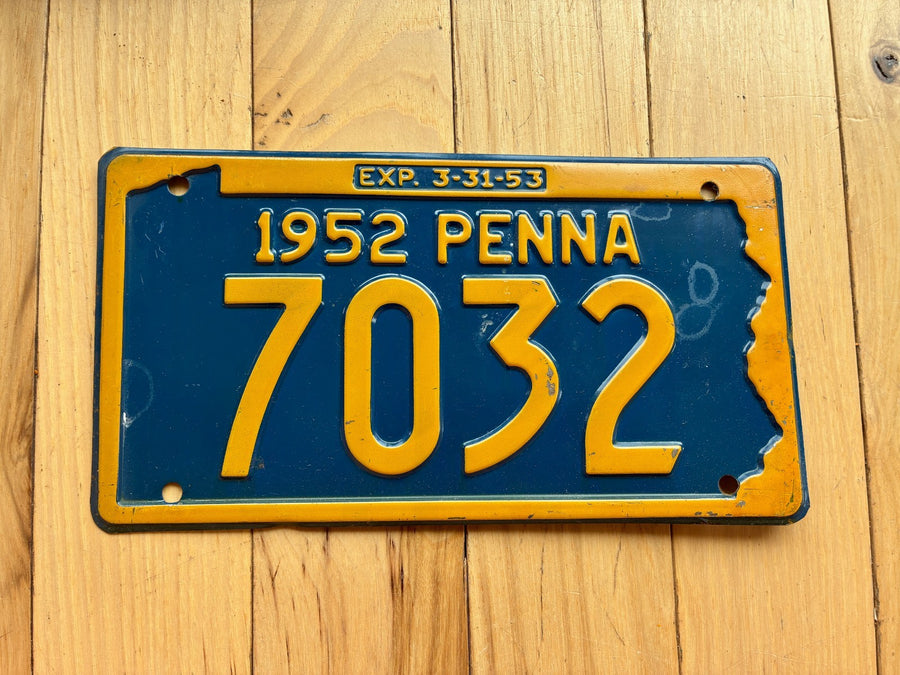 EXP. 3-31-53
1952 PENNA
7032